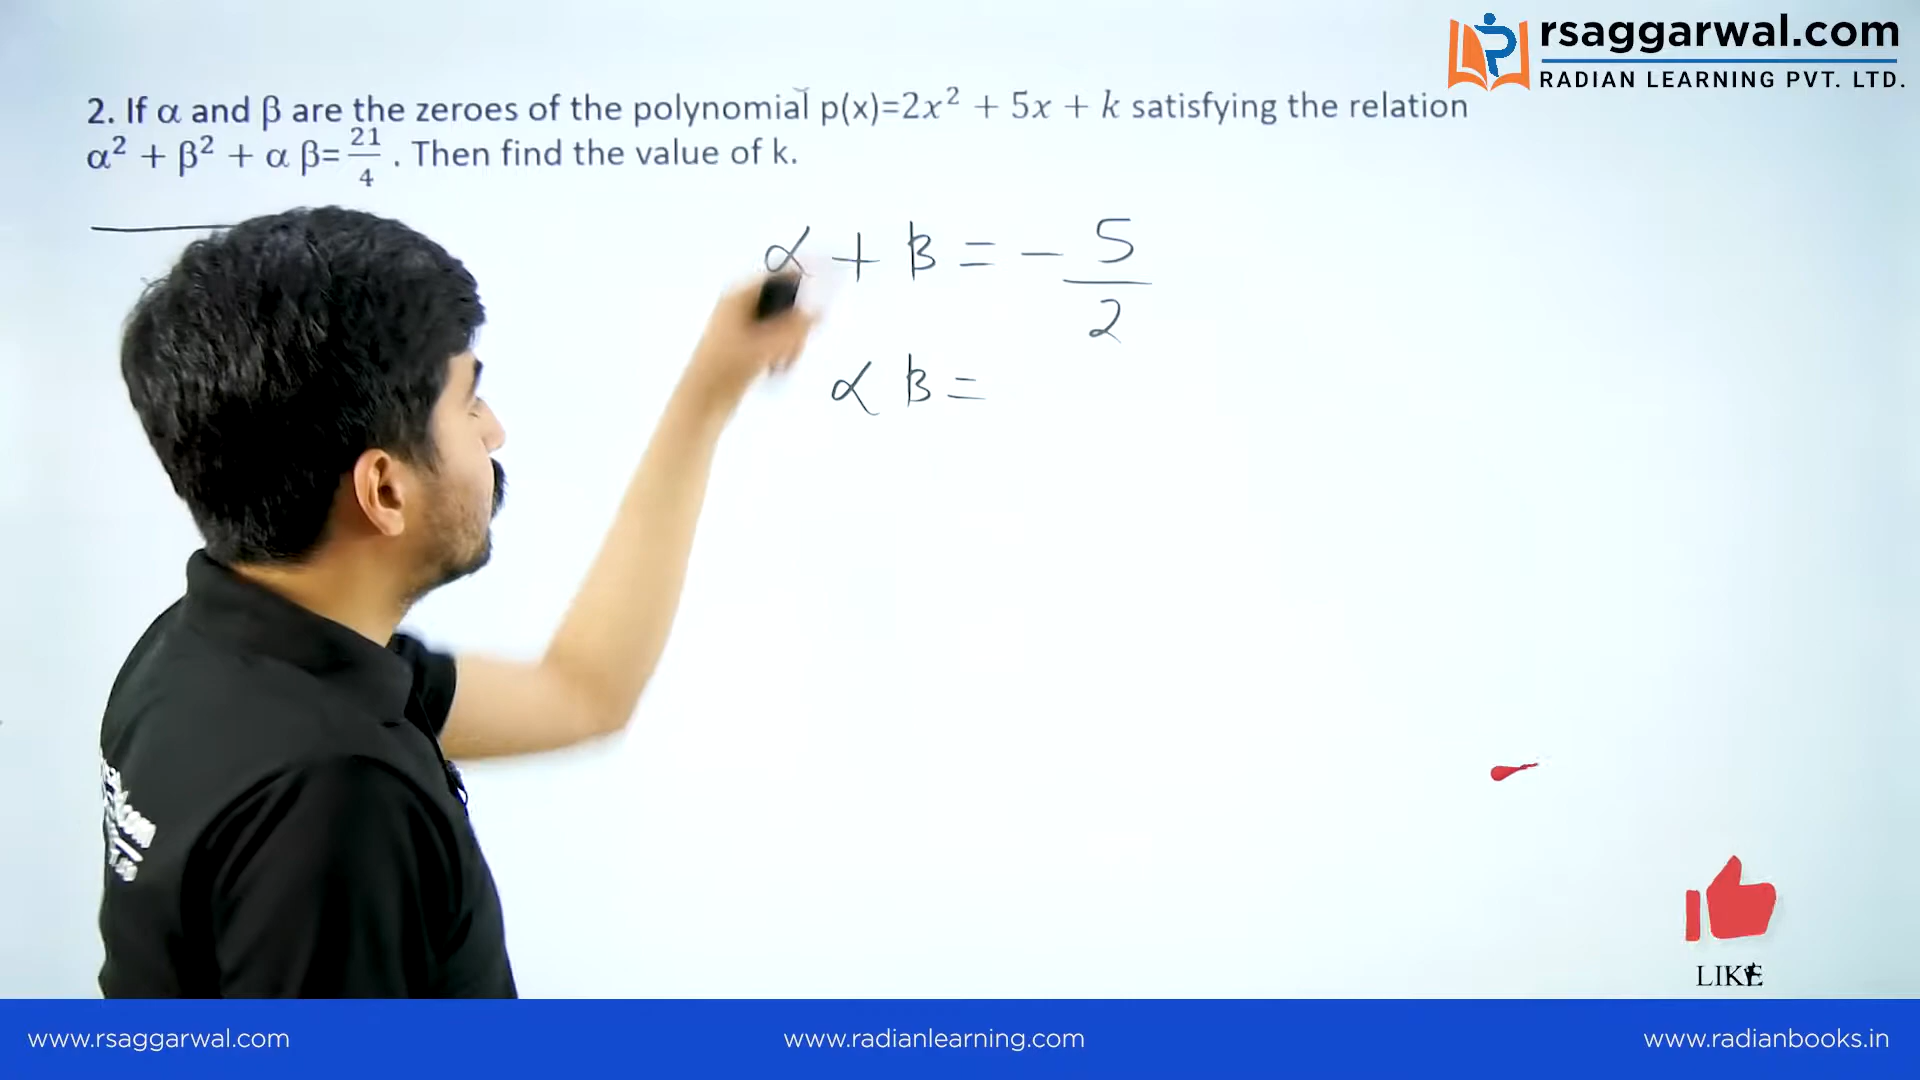 rsaggarwal.com
RADIAN LEARNING PVT. LTD.
2. If α and β are the zeroes of the polynomial p(x)=2x² + 5x + k satisfying the relation
α² + β² + α β= 21/4 . Then find the value of k.
α + β = - 5/2
α β =
LIKE
www.rsaggarwal.com www.radianlearning.com www.radianbooks.in